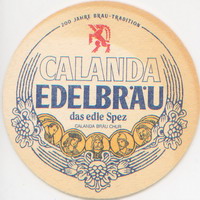 200 JAHRE BRAU-TRADITION
CALANDA
EDELBRÄU
das edle Spez
CALANDA BRÄU CHUR